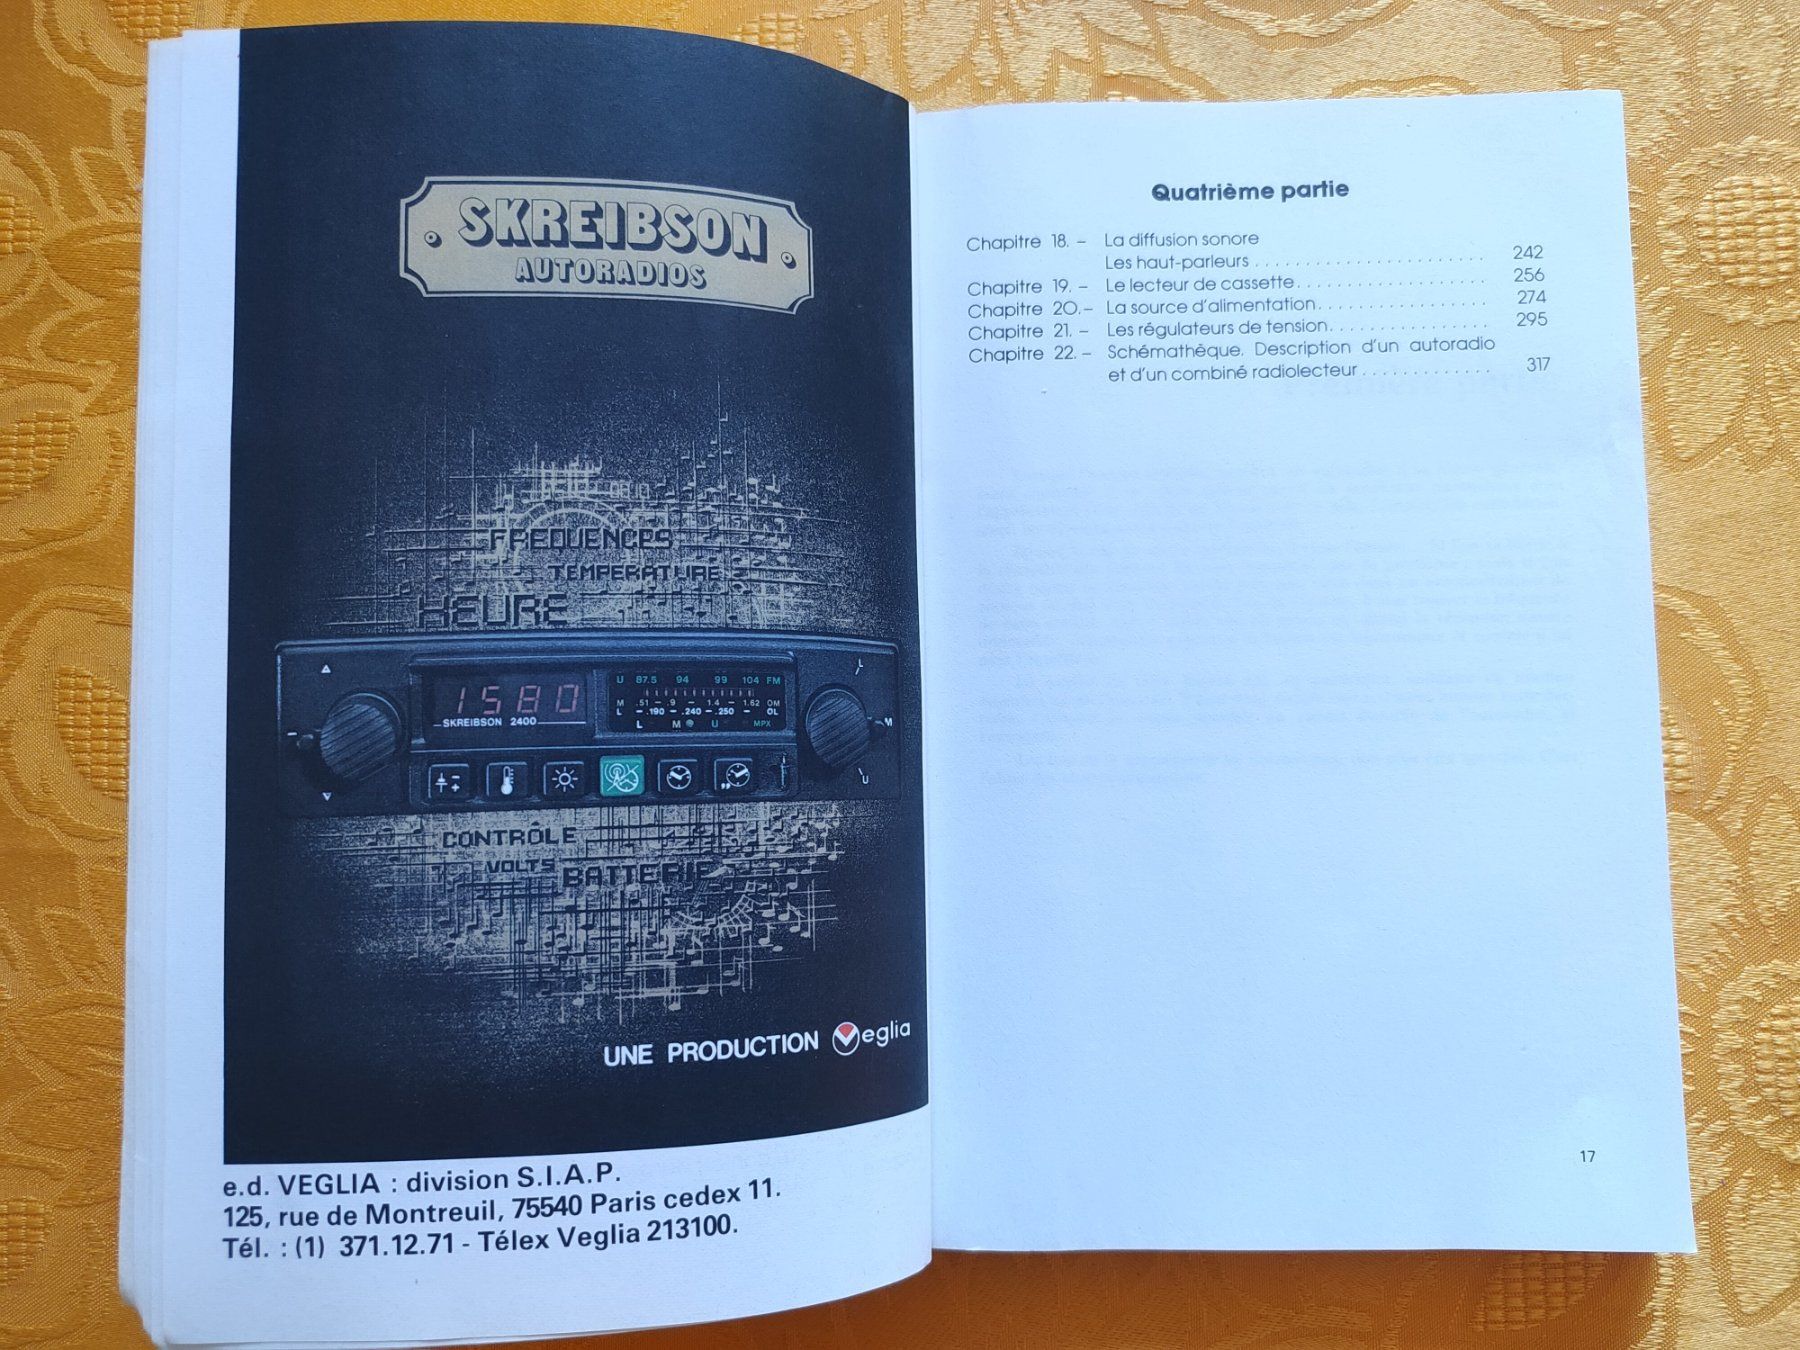 SKREIBSON
AUTORADIOS
FREQUENCES
TEMPERATURE
HEURE
1580
SKREIBSON 2400
U 87.5 94 99 104 FM
M .51 - .9 - 1.4 - 1.62 OM
L - .190 - .240 - .250 - OL
L M U MPX
L
M
U
CONTRÔLE
VOLTS
BATTERIE
UNE PRODUCTION Veglia
e.d. VEGLIA : division S.I.A.P.
125, rue de Montreuil, 75540 Paris cedex 11.
Tél. : (1) 371.12.71 - Télex Veglia 213100.
Quatrième partie
Chapitre 18. – La diffusion sonore
Les haut-parleurs . . . . . . . . . . . . . . . . . . . . . . . 242
Chapitre 19. – Le lecteur de cassette. . . . . . . . . . . . . . . . . . . 256
Chapitre 20.– La source d'alimentation. . . . . . . . . . . . . . . . . 274
Chapitre 21. – Les régulateurs de tension. . . . . . . . . . . . . . . . 295
Chapitre 22. – Schémathèque. Description d'un autoradio
et d'un combiné radiolecteur . . . . . . . . . . . . . 317
17